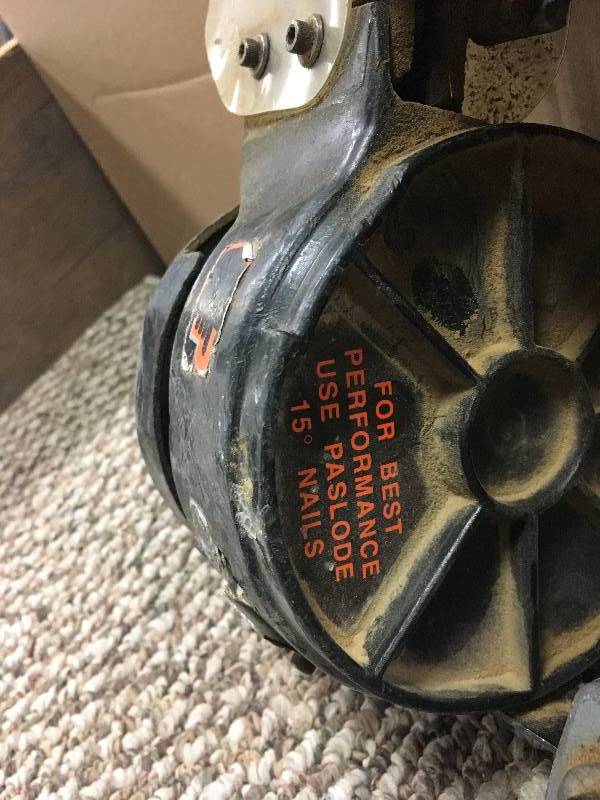 FOR BEST
PERFORMANCE
USE PASLODE
15° NAILS